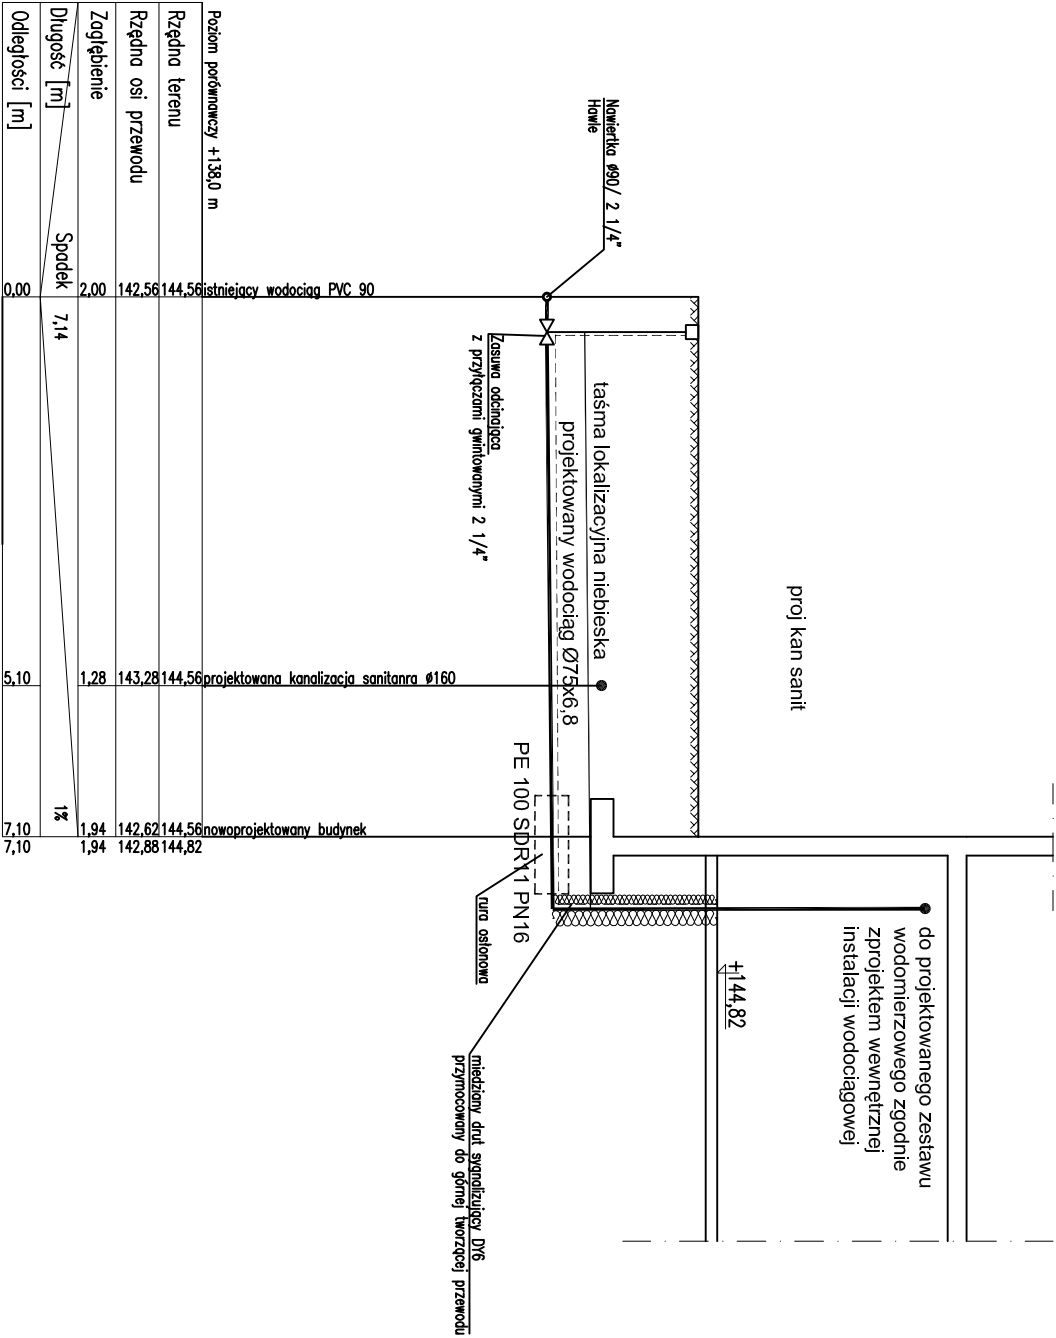 proj kan sanit
do projektowanego zestawu
wodomierzowego zgodnie
zprojektem wewnętrznej
instalacji wodociągowej
+144,82
Nawiertka ø90/ 2 1/4"
Hawle
taśma lokalizacyjna niebieska
projektowany wodociąg Ø75x6,8
PE 100 SDR11 PN16
Zasuwa odcinająca
z przyłączami gwintowanymi 2 1/4"
rura osłonowa
miedziany drut sygnalizujący DY6
przymocowany do górnej tworzącej przewodu
istniejący wodociąg PVC 90
projektowana kanalizacja sanitanra ø160
nowoprojektowany budynek
Poziom porównawczy +138,0 m
Rzędna terenu 144,56 144,56 144,56 144,82
Rzędna osi przewodu 142,56 143,28 142,62 142,88
Zagłębienie 2,00 1,28 1,94 1,94
Długość [m] Spadek 7,14 1%
Odległości [m] 0,00 5,10 7,10 7,10